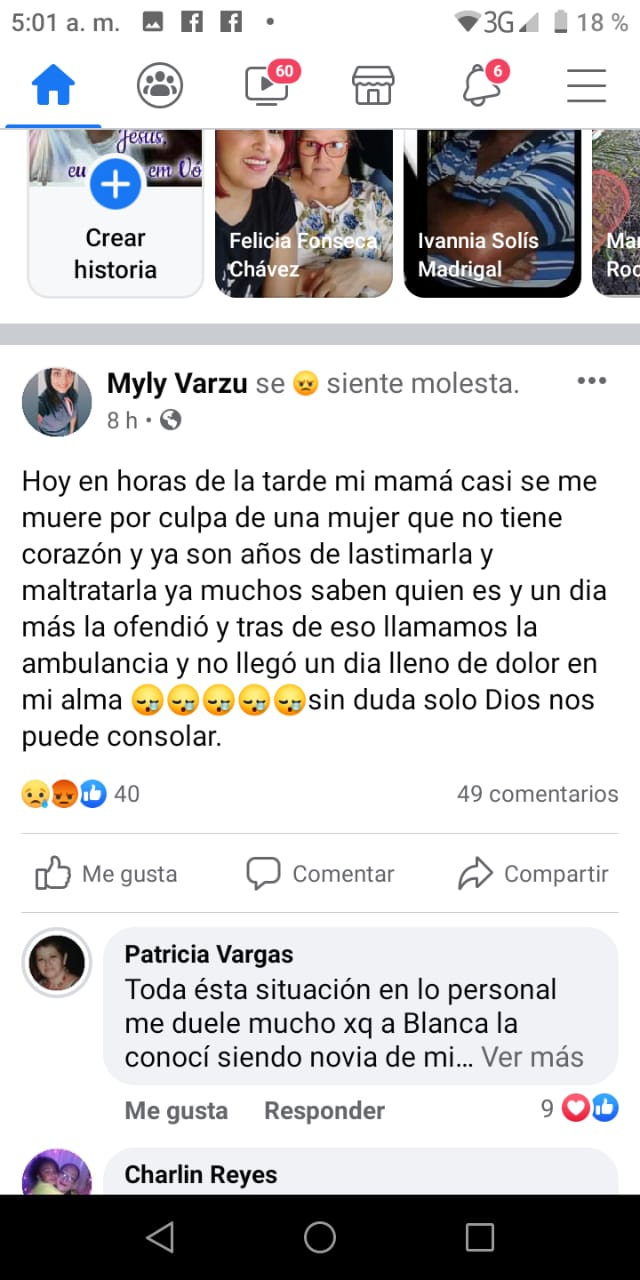 5:01 a. m.
3G
18 %
60
6
Jesus,
eu
em Vó
Crear
historia
Felicia Fonseca
Chávez
Ivannia Solís
Madrigal
Mar
Roc
Myly Varzu se siente molesta.
8 h •
Hoy en horas de la tarde mi mamá casi se me
muere por culpa de una mujer que no tiene
corazón y ya son años de lastimarla y
maltratarla ya muchos saben quien es y un dia
más la ofendió y tras de eso llamamos la
ambulancia y no llegó un dia lleno de dolor en
mi alma 😪😪😪😪😪sin duda solo Dios nos
puede consolar.
40
49 comentarios
Me gusta
Comentar
Compartir
Patricia Vargas
Toda ésta situación en lo personal
me duele mucho xq a Blanca la
conocí siendo novia de mi... Ver más
Me gusta
Responder
9
Charlin Reyes